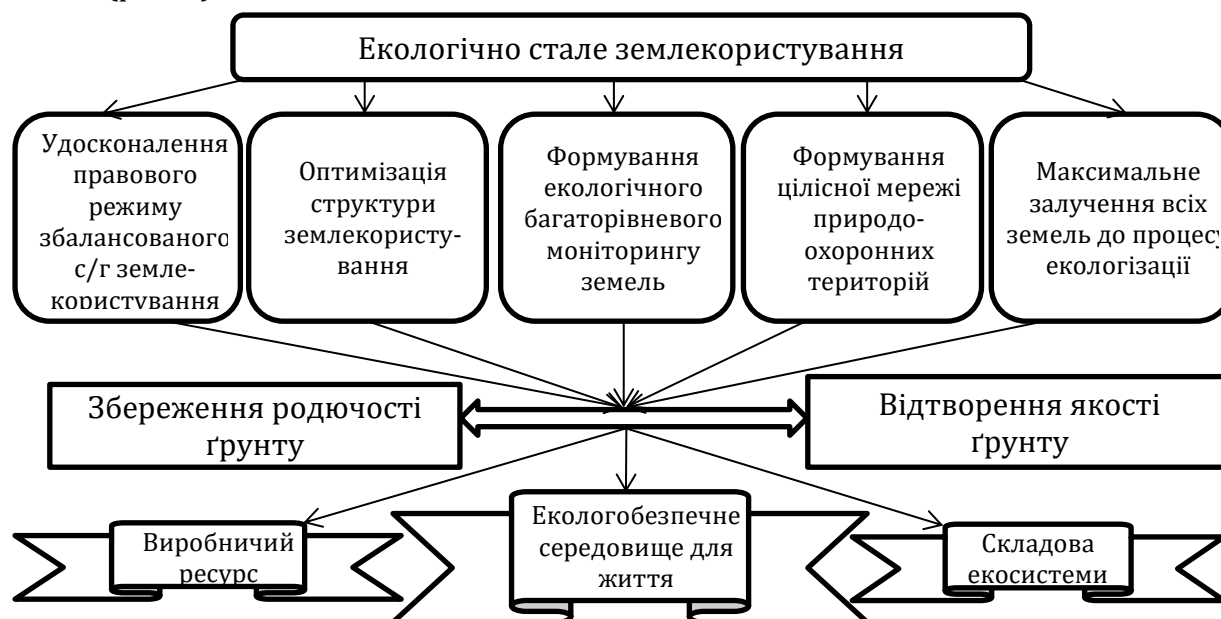 Екологічно стале землекористування
Удосконалення
правового
режиму
збалансованого
с/г земле-
користування
Оптимізація
структури
землекористу-
вання
Формування
екологічного
багаторівневого
моніторингу
земель
Формування
цілісної мережі
природо-
охоронних
територій
Максимальне
залучення всіх
земель до процесу
екологізації
Збереження родючості
ґрунту
Відтворення якості
ґрунту
Виробничий
ресурс
Екологобезпечне
середовище для
життя
Складова
екосистеми